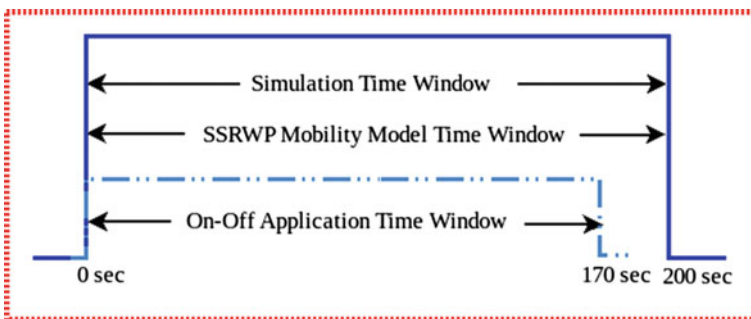 Simulation Time Window
SSRWP Mobility Model Time Window
On-Off Application Time Window
0 sec
170 sec
200 sec